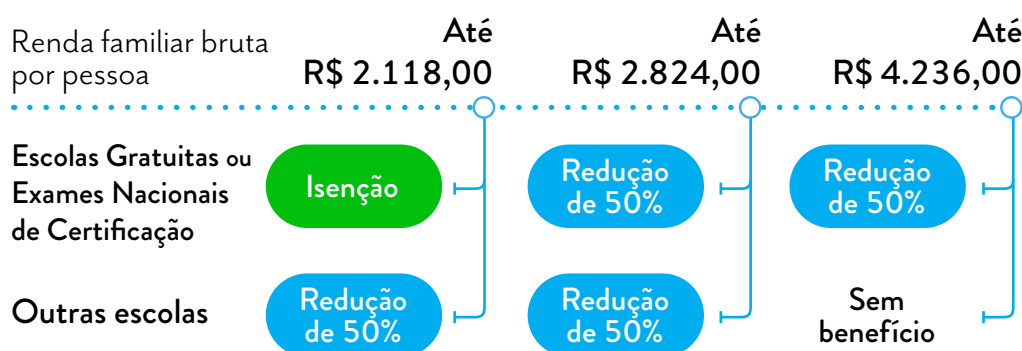 Renda familiar bruta
por pessoa
Até
R$ 2.118,00
Até
R$ 2.824,00
Até
R$ 4.236,00
Escolas Gratuitas ou
Exames Nacionais
de Certificação
Isenção
Redução
de 50%
Redução
de 50%
Outras escolas
Redução
de 50%
Redução
de 50%
Sem
benefício